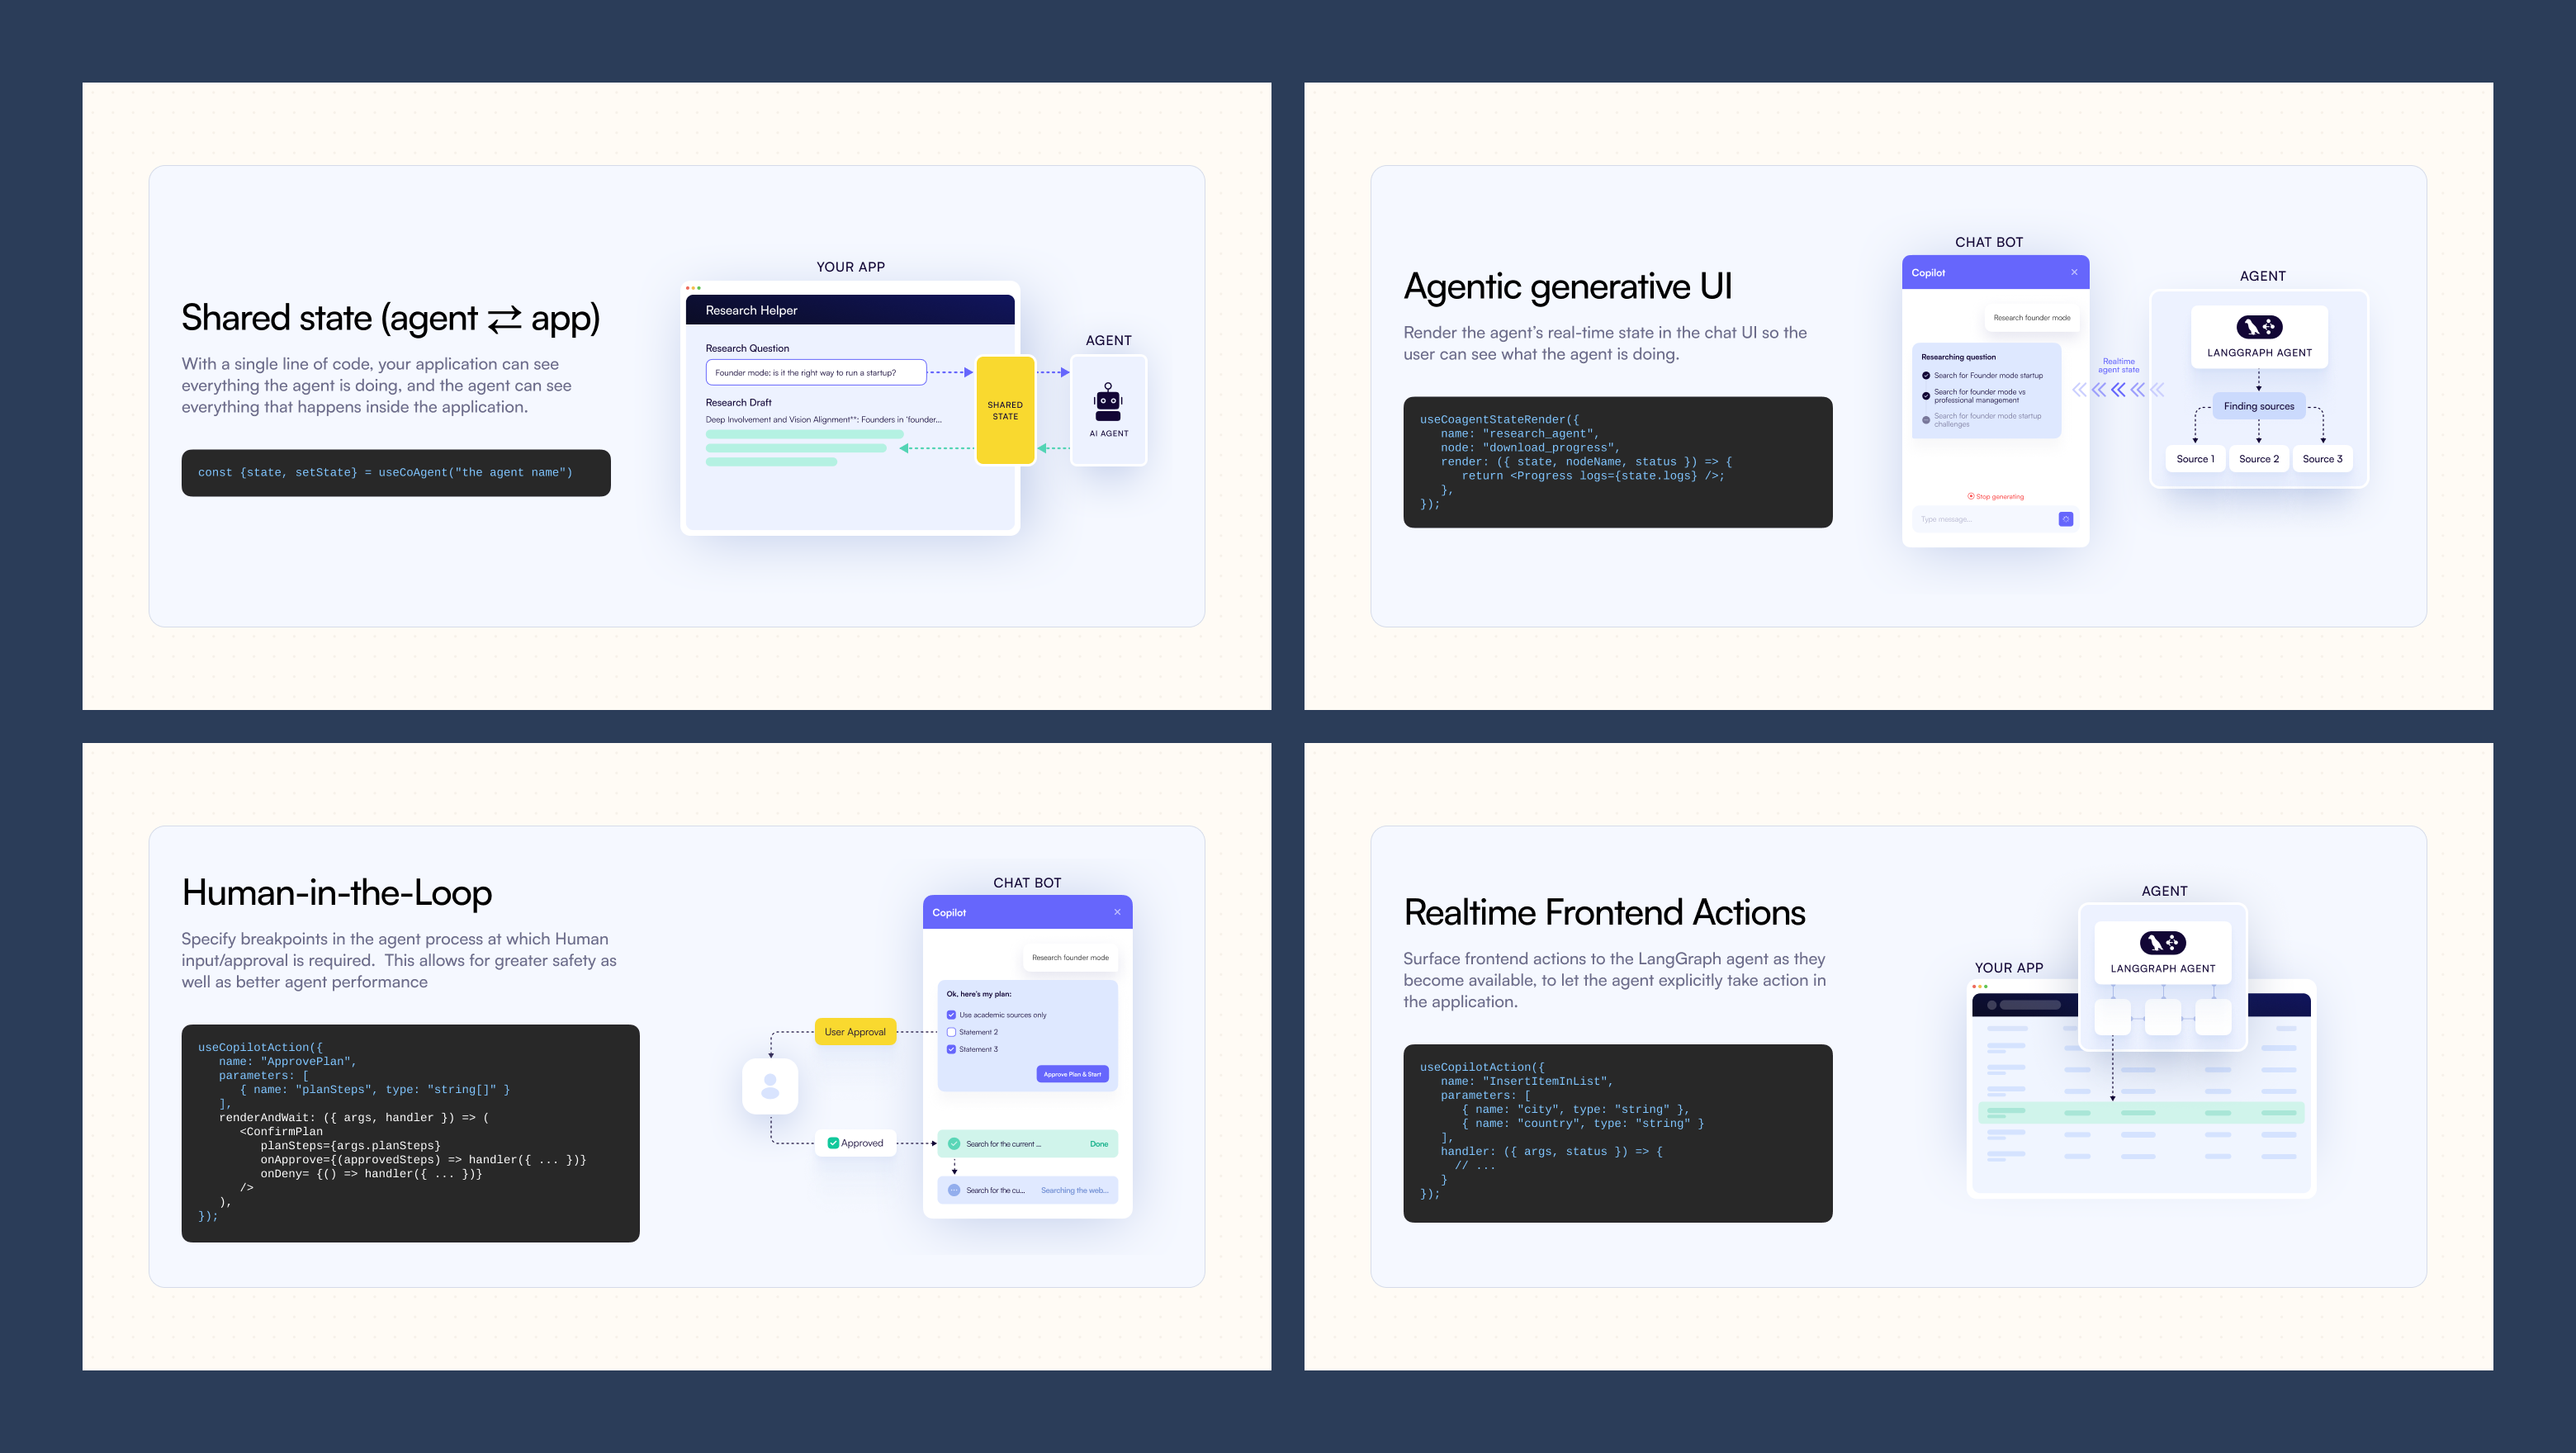 Shared state (agent ⇄ app)
With a single line of code, your application can see
everything the agent is doing, and the agent can see
everything that happens inside the application.
const {state, setState} = useCoAgent("the agent name")
YOUR APP
Research Helper
Research Question
Founder mode: is it the right way to run a startup?
Research Draft
Deep Involvement and Vision Alignment**: Founders in 'founder...
SHARED
STATE
AGENT
AI AGENT
Agentic generative UI
Render the agent's real-time state in the chat UI so the
user can see what the agent is doing.
useCoagentStateRender({
   name: "research_agent",
   node: "download_progress",
   render: ({ state, nodeName, status }) => {
      return <Progress logs={state.logs} />;
   },
});
CHAT BOT
Copilot
Research founder mode
Researching question
Search for Founder mode startup
Search for founder mode vs
professional management
Search for founder mode startup
challenges
Stop generating
Type message...
Realtime
agent state
AGENT
LANGGRAPH AGENT
Finding sources
Source 1
Source 2
Source 3
Human-in-the-Loop
Specify breakpoints in the agent process at which Human
input/approval is required.  This allows for greater safety as
well as better agent performance
useCopilotAction({
   name: "ApprovePlan",
   parameters: [
      { name: "planSteps", type: "string[]" }
   ],
   renderAndWait: ({ args, handler }) => (
      <ConfirmPlan
         planSteps={args.planSteps}
         onApprove={(approvedSteps) => handler({ ... })}
         onDeny= {() => handler({ ... })}
      />
   ),
});
CHAT BOT
Copilot
Research founder mode
Ok, here's my plan:
Use academic sources only
Statement 2
Statement 3
Approve Plan & Start
User Approval
Approved
Search for the current ...
Done
Search for the cu...
Searching the web...
Realtime Frontend Actions
Surface frontend actions to the LangGraph agent as they
become available, to let the agent explicitly take action in
the application.
useCopilotAction({
   name: "InsertItemInList",
   parameters: [
      { name: "city", type: "string" },
      { name: "country", type: "string" }
   ],
   handler: ({ args, status }) => {
     // ...
   }
});
AGENT
LANGGRAPH AGENT
YOUR APP